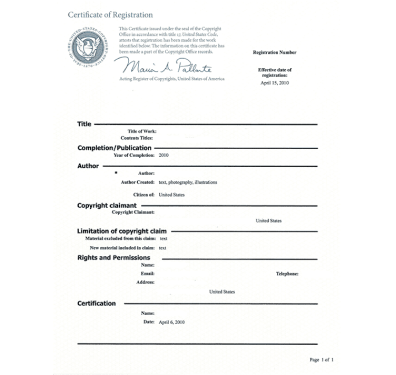 Certificate of Registration
This Certificate issued under the seal of the Copyright
Office in accordance with title 17, United States Code,
attests that registration has been made for the work
identified below. The information on this certificate has
been made a part of the Copyright Office records.
Maria A. Pallante
Acting Register of Copyrights, United States of America
Registration Number
Effective date of
registration:
April 15, 2010
Title
Title of Work:
Contents Titles:
Completion/Publication
Year of Completion: 2010
Author
* Author:
Author Created: text, photography, illustrations
Citizen of: United States
Copyright claimant
Copyright Claimant:
United States
Limitation of copyright claim
Material excluded from this claim: text
New material included in claim: text
Rights and Permissions
Name:
Email: Telephone:
Address:
United States
Certification
Name:
Date: April 6, 2010
Page 1 of 1